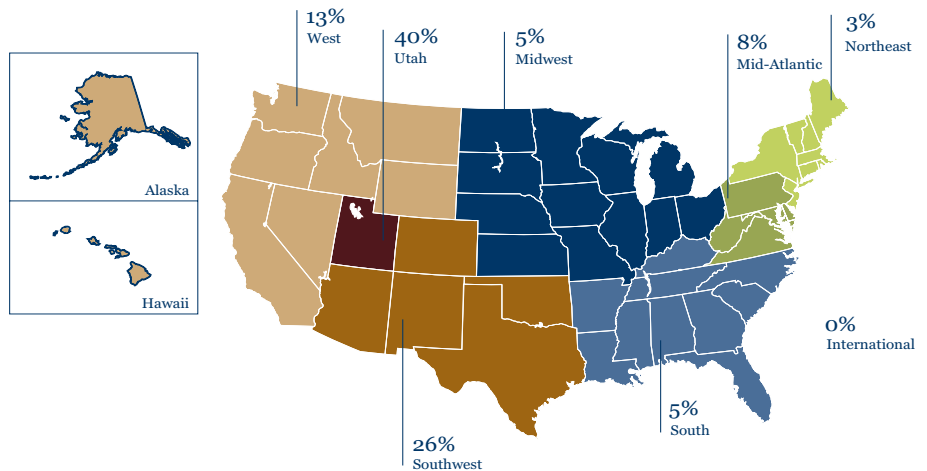 13%
West
40%
Utah
5%
Midwest
8%
Mid-Atlantic
3%
Northeast
Alaska
Hawaii
0%
International
5%
South
26%
Southwest